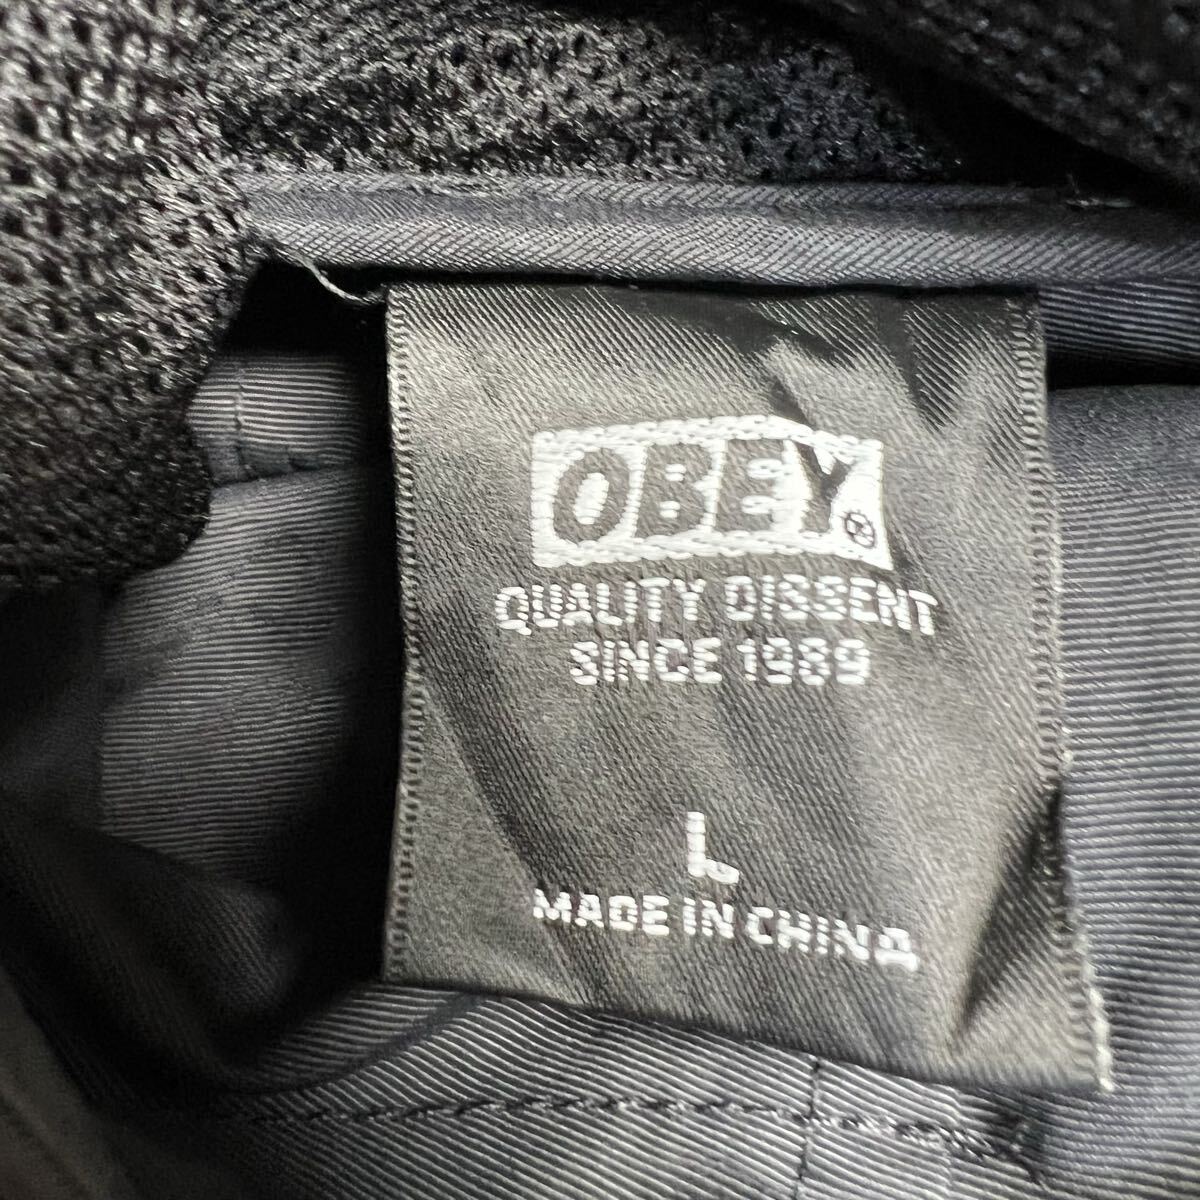 OBEY
QUALITY DISSENT
SINCE 1989
L
MADE IN CHINA